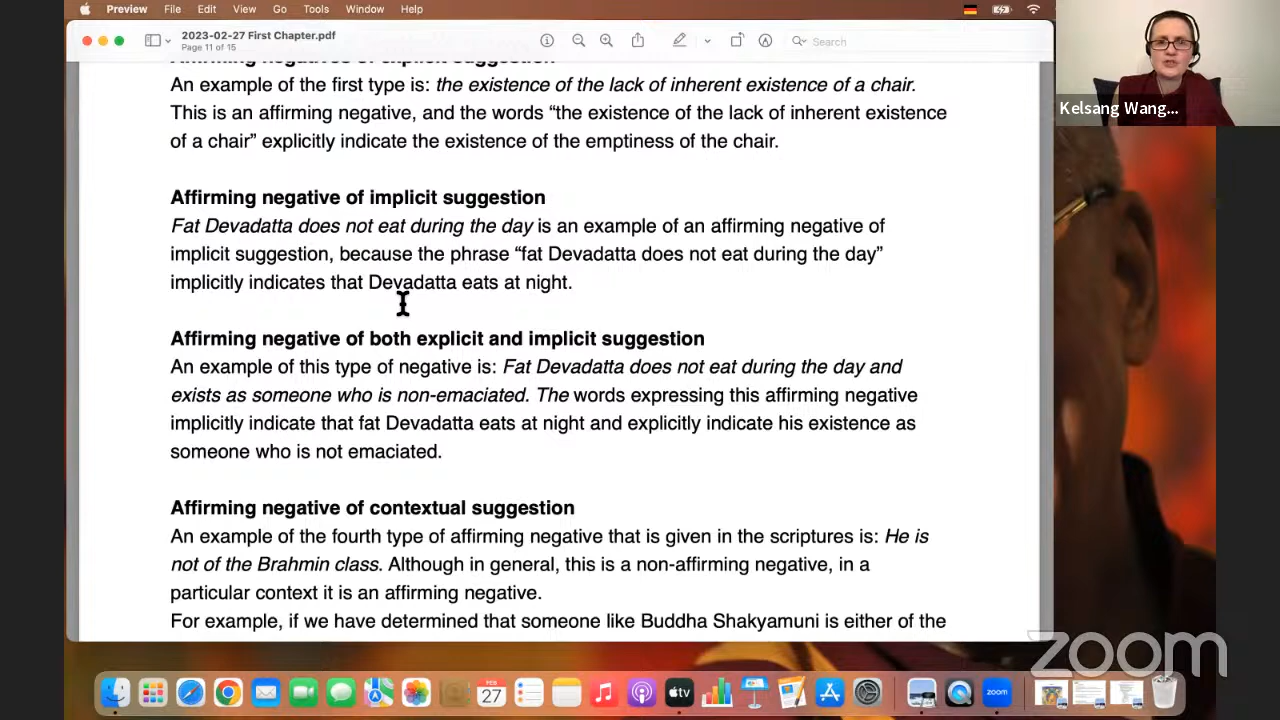 Preview File Edit View Go Tools Window Help
2023-02-27 First Chapter.pdf
Page 11 of 15
Search
Affirming negatives of explicit suggestion
An example of the first type is: the existence of the lack of inherent existence of a chair.
This is an affirming negative, and the words “the existence of the lack of inherent existence
of a chair” explicitly indicate the existence of the emptiness of the chair.
Affirming negative of implicit suggestion
Fat Devadatta does not eat during the day is an example of an affirming negative of
implicit suggestion, because the phrase “fat Devadatta does not eat during the day”
implicitly indicates that Devadatta eats at night.
Affirming negative of both explicit and implicit suggestion
An example of this type of negative is: Fat Devadatta does not eat during the day and
exists as someone who is non-emaciated. The words expressing this affirming negative
implicitly indicate that fat Devadatta eats at night and explicitly indicate his existence as
someone who is not emaciated.
Affirming negative of contextual suggestion
An example of the fourth type of affirming negative that is given in the scriptures is: He is
not of the Brahmin class. Although in general, this is a non-affirming negative, in a
particular context it is an affirming negative.
For example, if we have determined that someone like Buddha Shakyamuni is either of the
Kelsang Wang...
zoom
FEB
27
tv
zoom